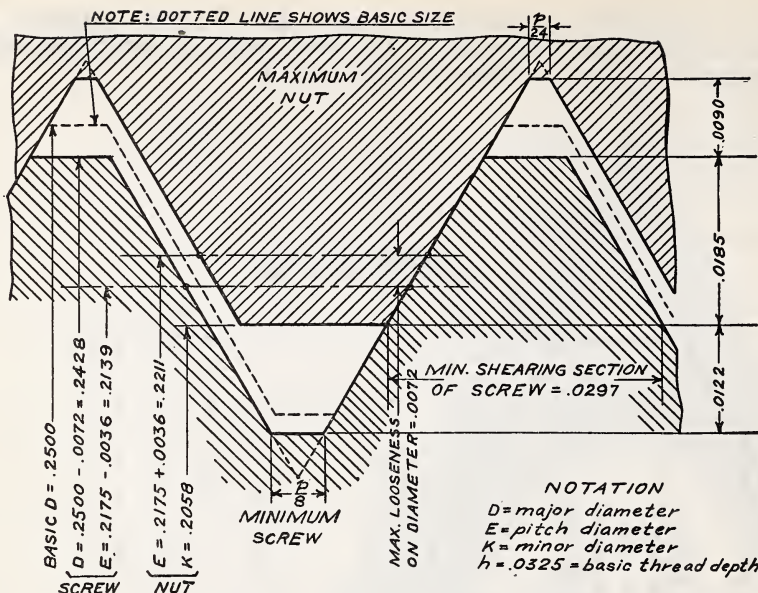 NOTE: DOTTED LINE SHOWS BASIC SIZE
P/24
MAXIMUM
NUT
.0090
.0185
.0122
MIN. SHEARING SECTION
OF SCREW = .0297
MAX. LOOSENESS
ON DIAMETER = .0072
BASIC D = .2500
D = .2500 - .0072 = .2428
E = .2175 - .0036 = .2139
SCREW
E = .2175 + .0036 = .2211
K = .2058
NUT
P/8
MINIMUM
SCREW
NOTATION
D = major diameter
E = pitch diameter
K = minor diameter
h = .0325 = basic thread depth